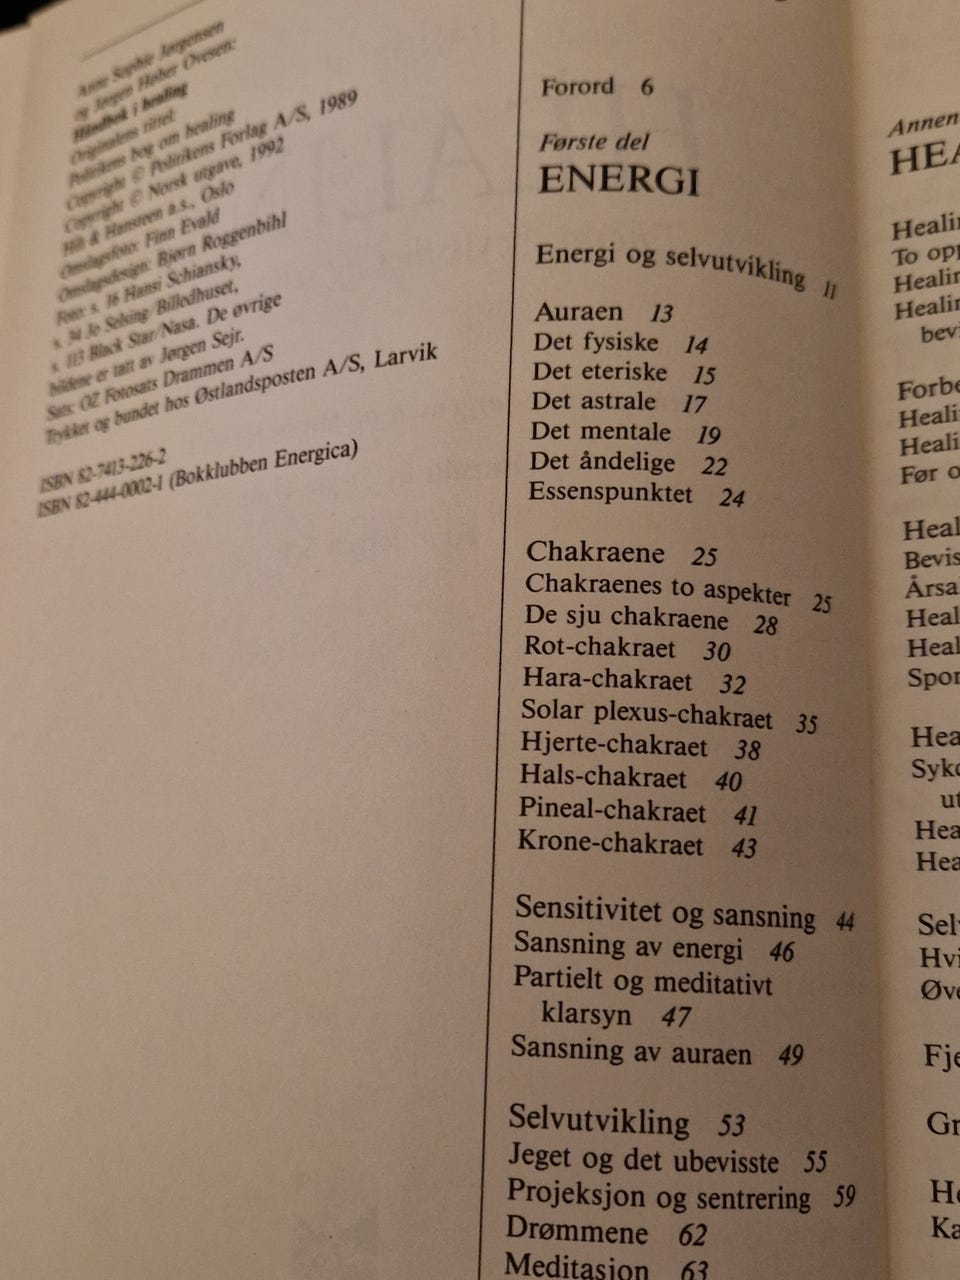 Anne Sophie Jørgensen
og Jørgen Høher Ovesen:
Håndbok i healing
Originalens tittel:
Politikens bog om healing
Copyright © Politikens Forlag A/S, 1989
Copyright © Norsk utgave, 1992
Hilt & Hansteen a.s., Oslo
Omslagsfoto: Finn Evald
Omslagsdesign: Bjørn Roggenbihl
Foto: s. 16 Hansi Schiansky,
s. 34 Jo Selsing/Billedhuset,
s. 113 Black Star/Nasa. De øvrige
bildene er tatt av Jørgen Sejr.
Sats: OZ Fotosats Drammen A/S
Trykket og bundet hos Østlandsposten A/S, Larvik
ISBN 82-7413-226-2
ISBN 82-444-0002-1 (Bokklubben Energica)
Forord 6
Første del
ENERGI
Energi og selvutvikling 11
Auraen 13
Det fysiske 14
Det eteriske 15
Det astrale 17
Det mentale 19
Det åndelige 22
Essenspunktet 24
Chakraene 25
Chakraenes to aspekter 25
De sju chakraene 28
Rot-chakraet 30
Hara-chakraet 32
Solar plexus-chakraet 35
Hjerte-chakraet 38
Hals-chakraet 40
Pineal-chakraet 41
Krone-chakraet 43
Sensitivitet og sansning 44
Sansning av energi 46
Partielt og meditativt
klarsyn 47
Sansning av auraen 49
Selvutvikling 53
Jeget og det ubevisste 55
Projeksjon og sentrering 59
Drømmene 62
Meditasjon 63
Annen
To
Før